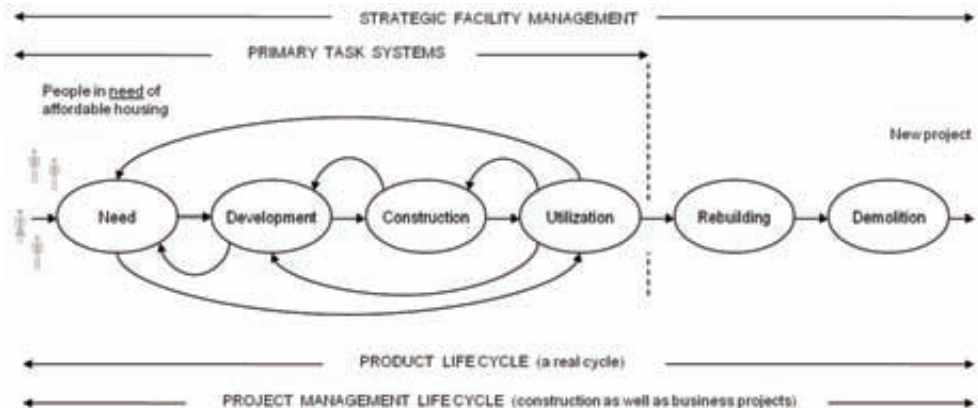 STRATEGIC FACILITY MANAGEMENT
PRIMARY TASK SYSTEMS
People in need of
affordable housing
New project
Need
Development
Construction
Utilization
Rebuilding
Demolition
PRODUCT LIFE CYCLE (a real cycle)
PROJECT MANAGEMENT LIFE CYCLE (construction as well as business projects)